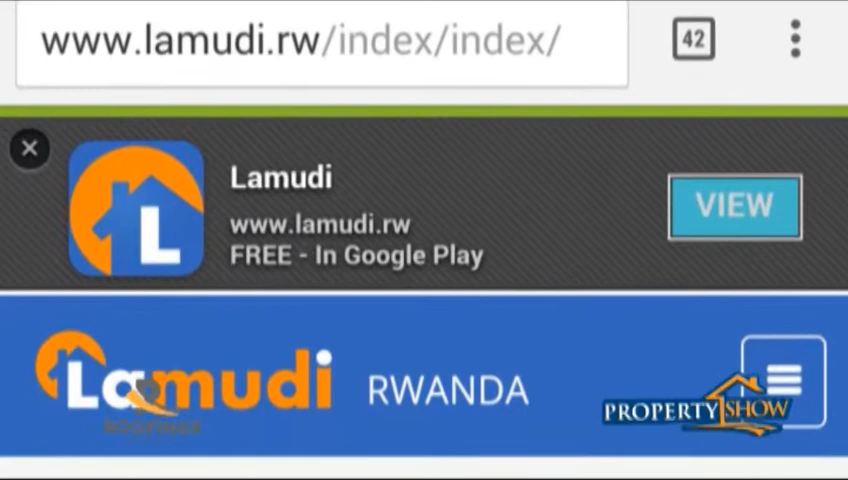 www.lamudi.rw/index/index/
42
Lamudi
www.lamudi.rw
FREE - In Google Play
VIEW
Lamudi RWANDA
PROPERTY SHOW
ROOFINGS